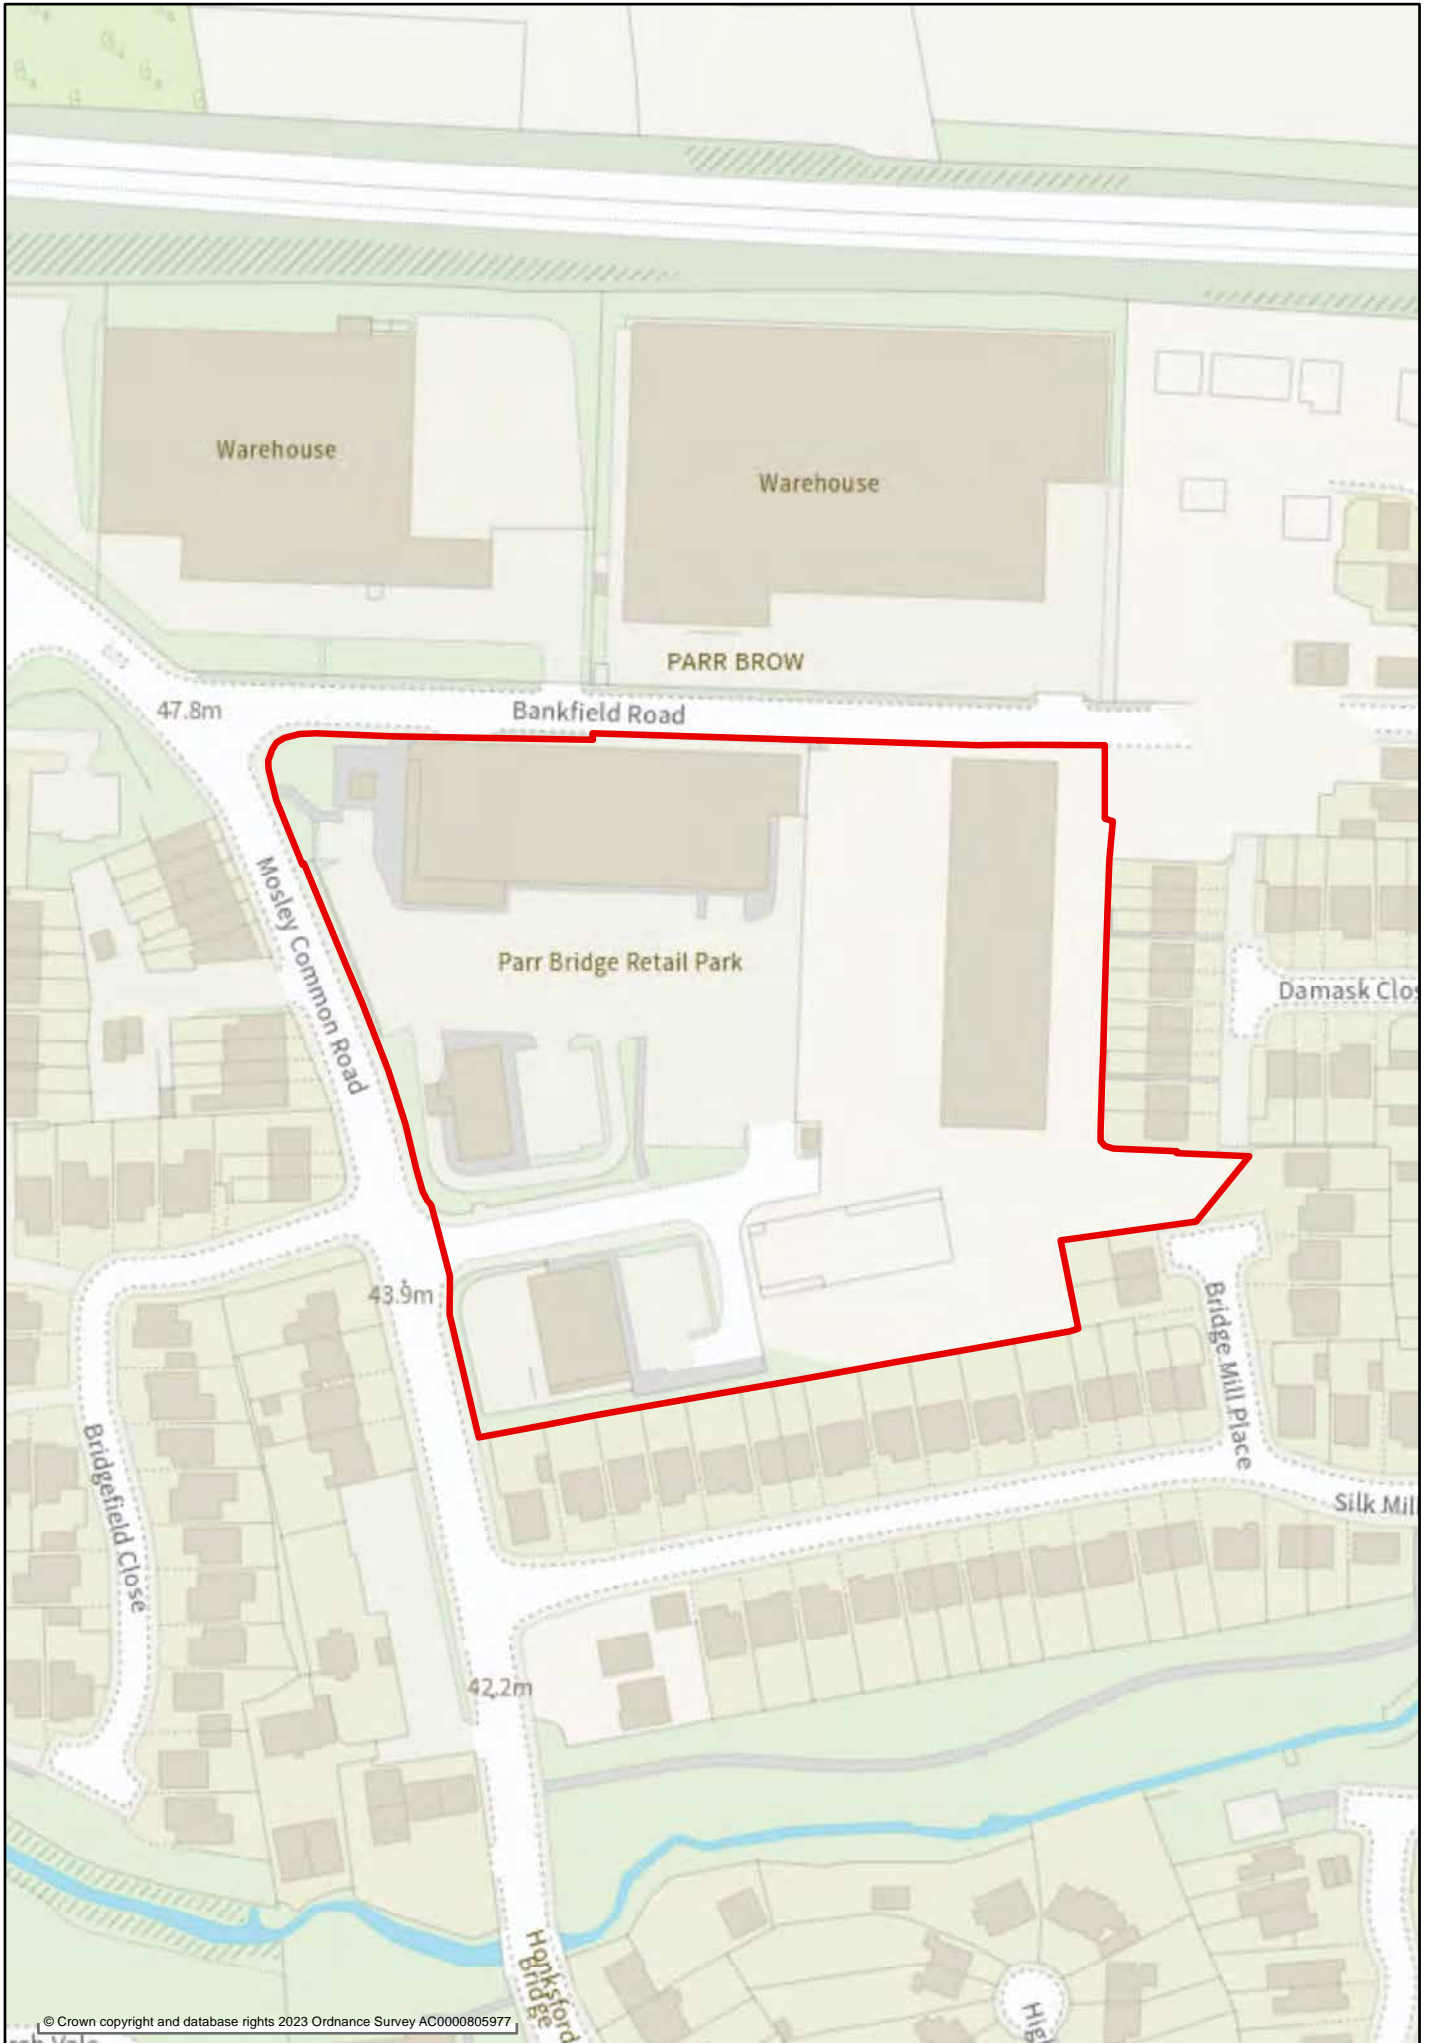 Warehouse
Warehouse
PARR BROW
47.8m
Bankfield Road
Mosley Common Road
Parr Bridge Retail Park
Damask Clos
43.9m
Bridge Mill Place
Bridgefield Close
Silk Mill
42.2m
Honksford
Bridge
High
© Crown copyright and database rights 2023 Ordnance Survey AC0000805977